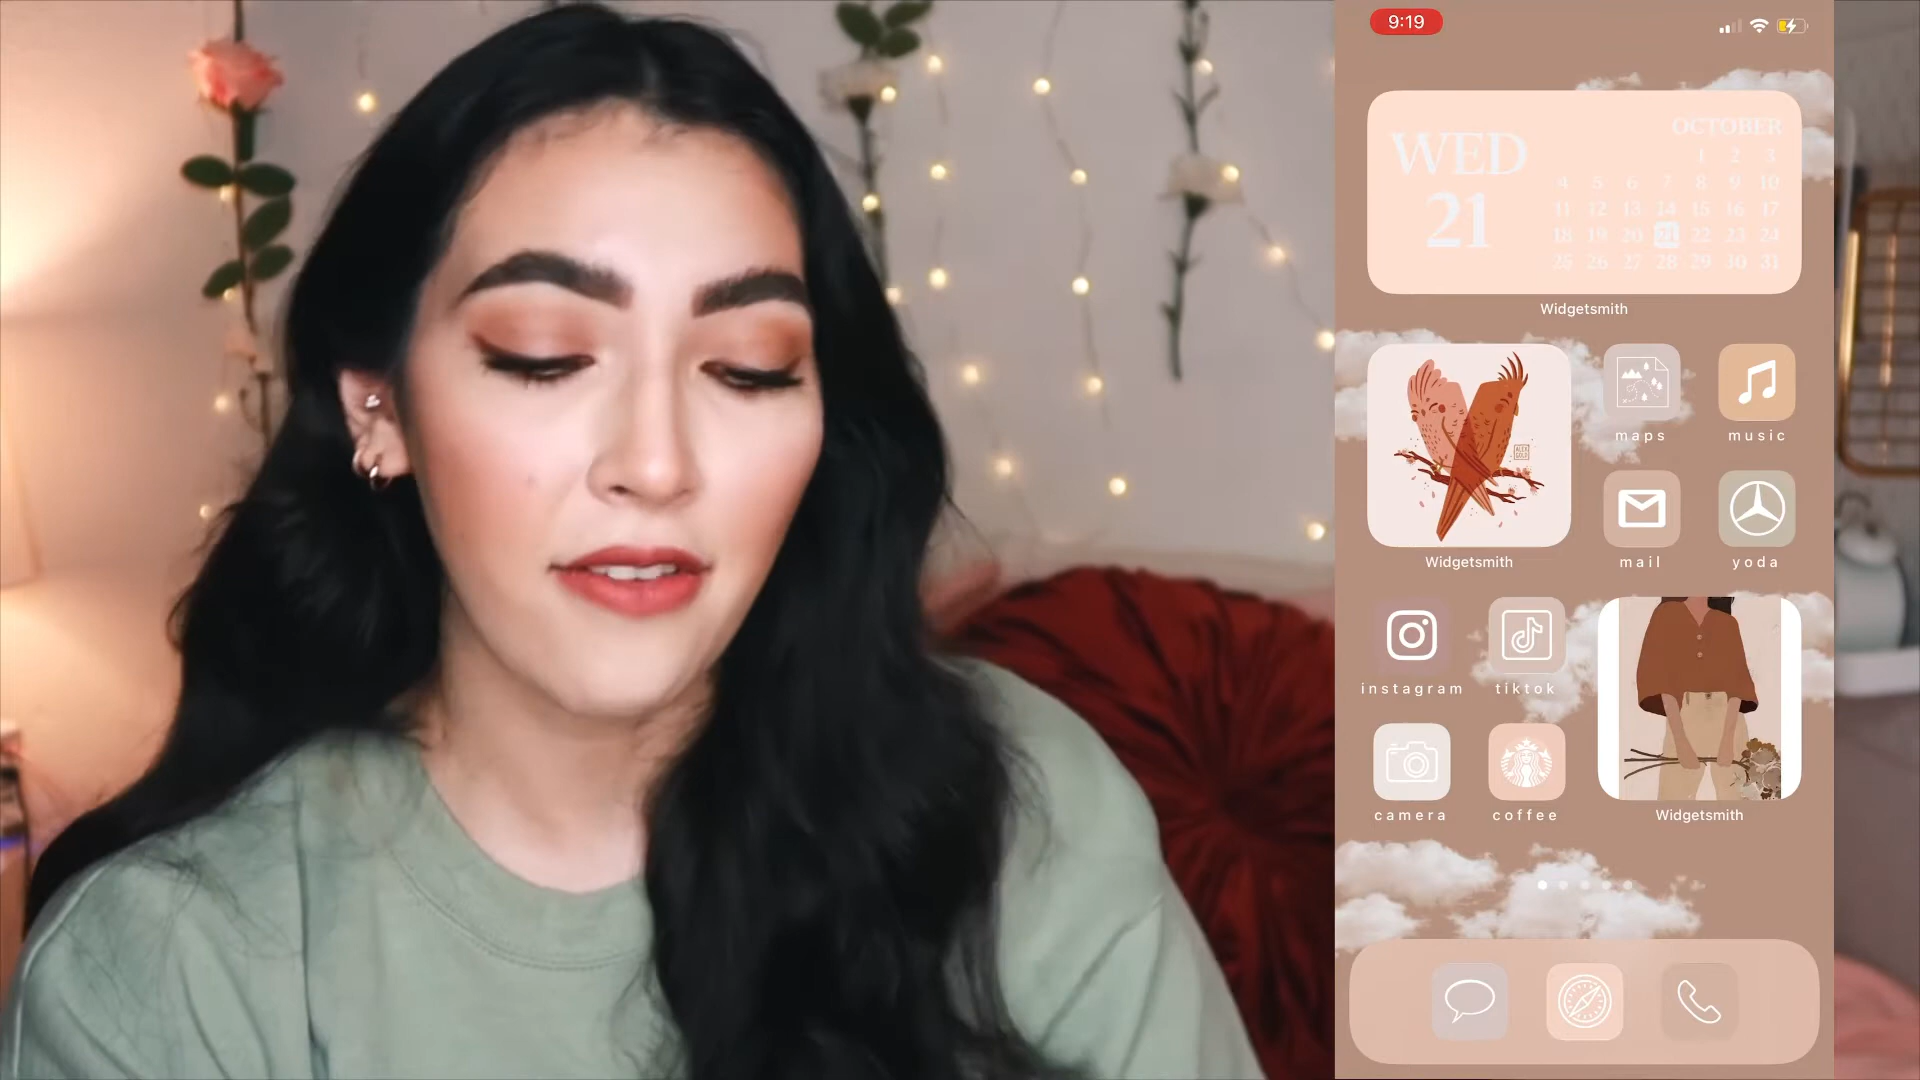 9:19
WED
21
OCTOBER
1 2 3
4 5 6 7 8 9 10
11 12 13 14 15 16 17
18 19 20 21 22 23 24
25 26 27 28 29 30 31
Widgetsmith
ALEX
GOLD
maps
music
Widgetsmith
mail
yoda
instagram
tiktok
camera
coffee
Widgetsmith